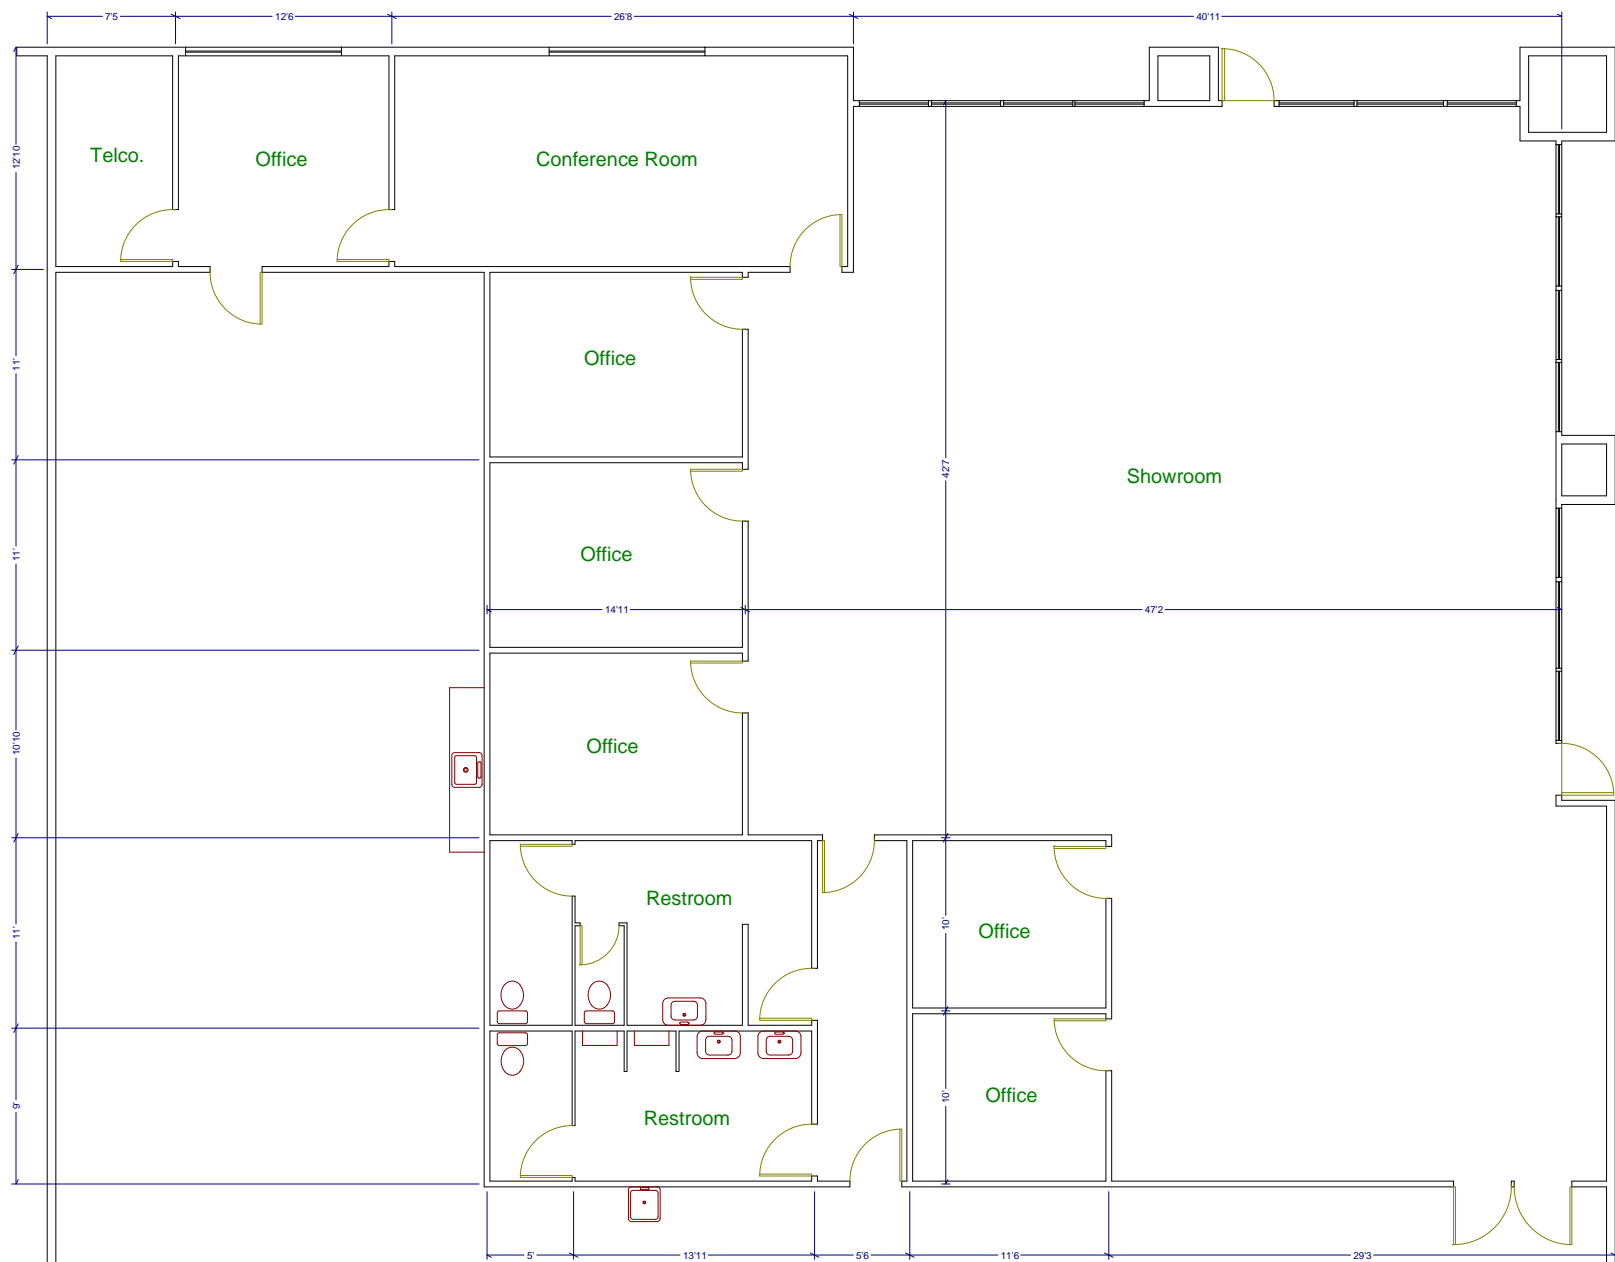 7'5 12'6 26'8 40'11
12'10
Telco.
Office
Conference Room
11'
Office
42'7
Showroom
11'
Office
14'11 47'2
10'10
Office
11'
Restroom
10'
Office
9'
Restroom
10'
Office
5' 13'11 5'6 11'6 29'3